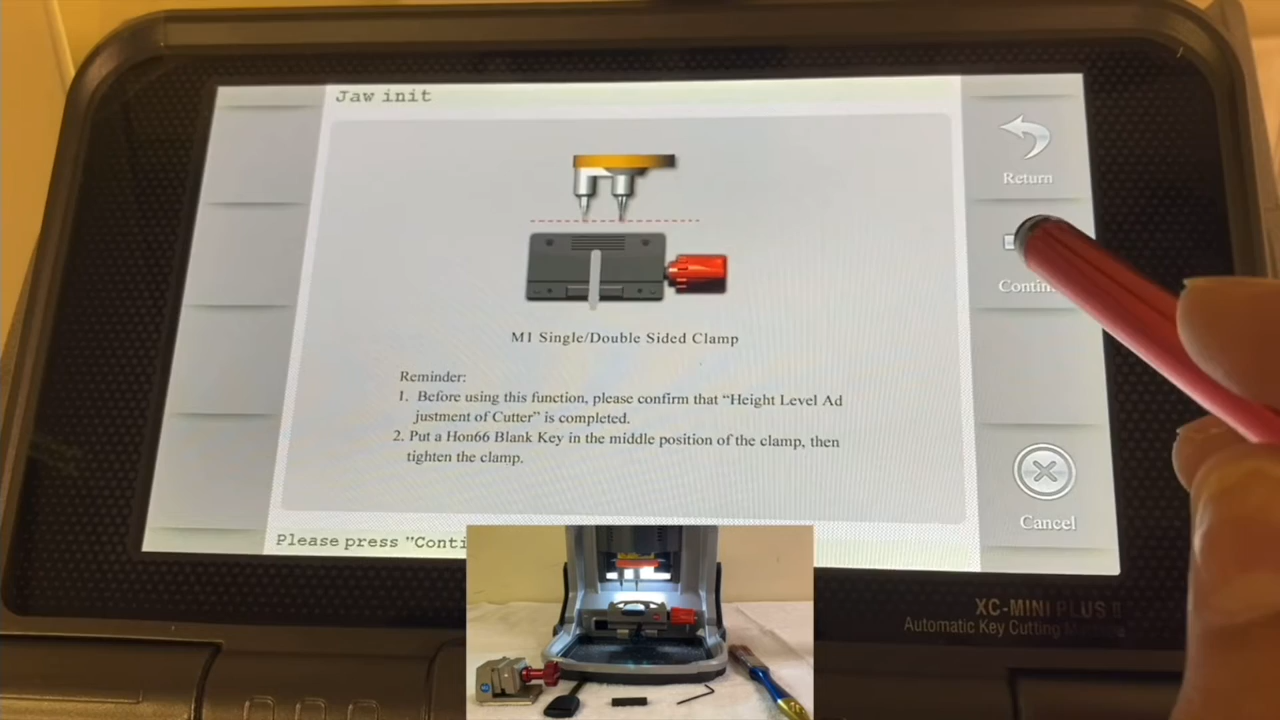 Jaw init
Return
M1 Single/Double Sided Clamp
Reminder:
1. Before using this function, please confirm that “Height Level Ad
justment of Cutter” is completed.
2. Put a Hon66 Blank Key in the middle position of the clamp, then
tighten the clamp.
Cancel
Please press "Conti
XC-MINI PLUS II
Automatic Key Cutting